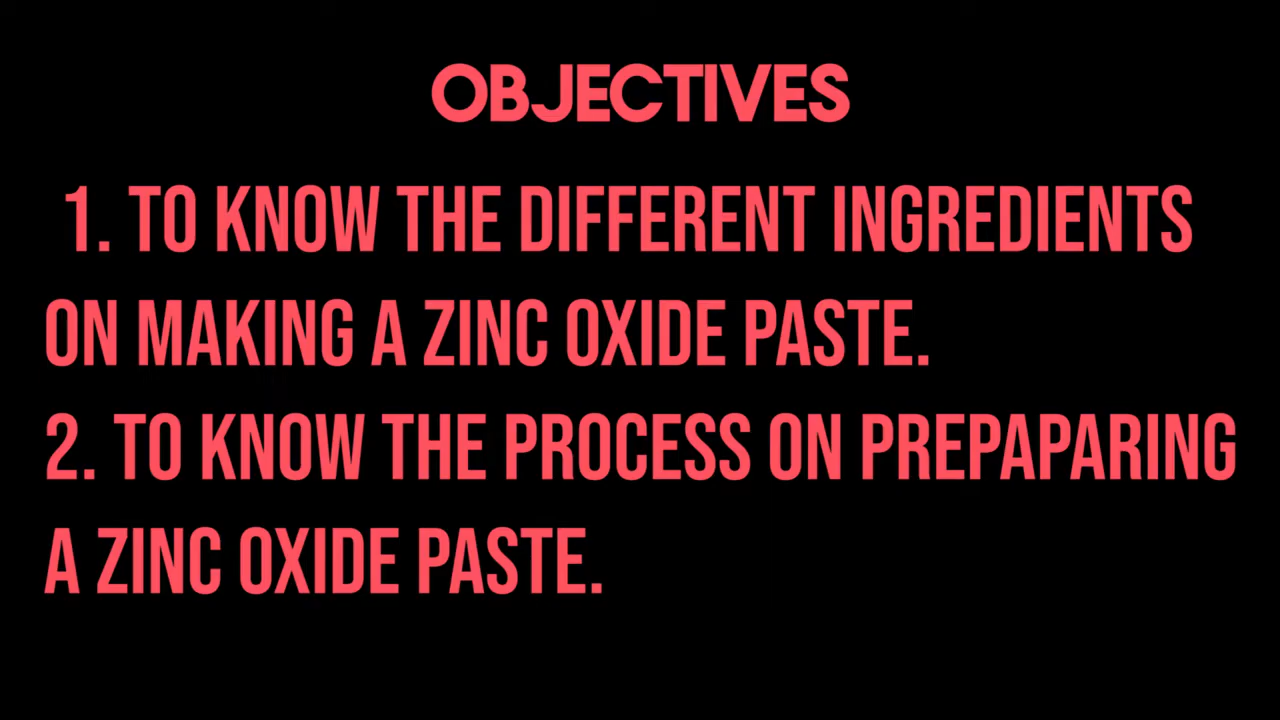 OBJECTIVES
1. TO KNOW THE DIFFERENT INGREDIENTS
ON MAKING A ZINC OXIDE PASTE.
2. TO KNOW THE PROCESS ON PREPAPARING
A ZINC OXIDE PASTE.